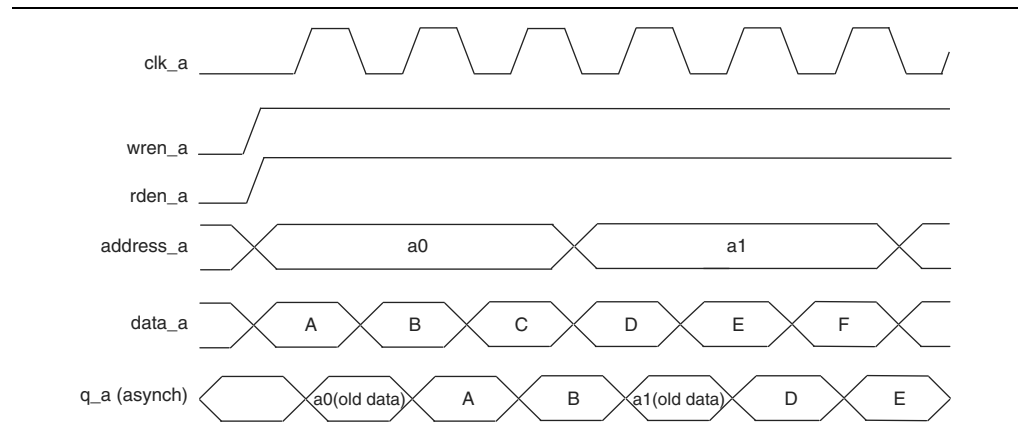 clk_a
wren_a
rden_a
address_a a0 a1
data_a A B C D E F
q_a (asynch) a0(old data) A B a1(old data) D E